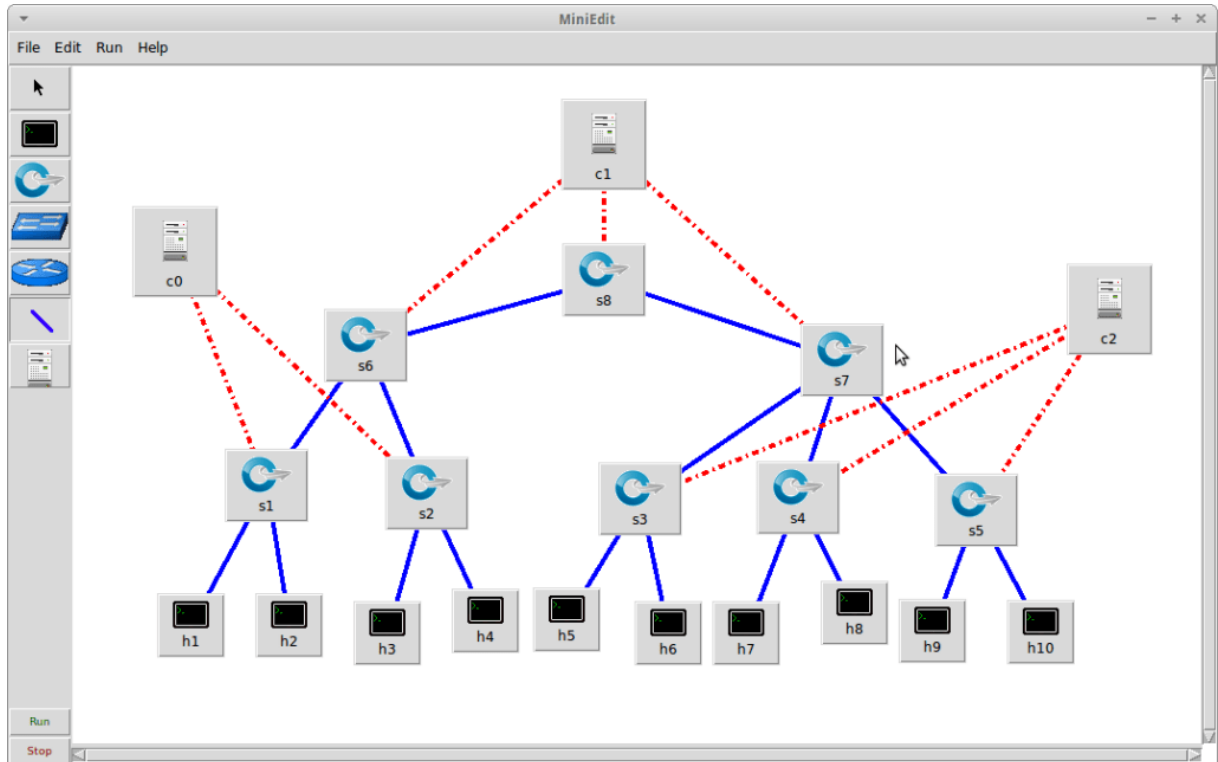 MiniEdit
File Edit Run Help
c1
c0
s8
c2
s6
s7
s1
s2
s3
s4
s5
h1
h2
h3
h4
h5
h6
h7
h8
h9
h10
Run
Stop